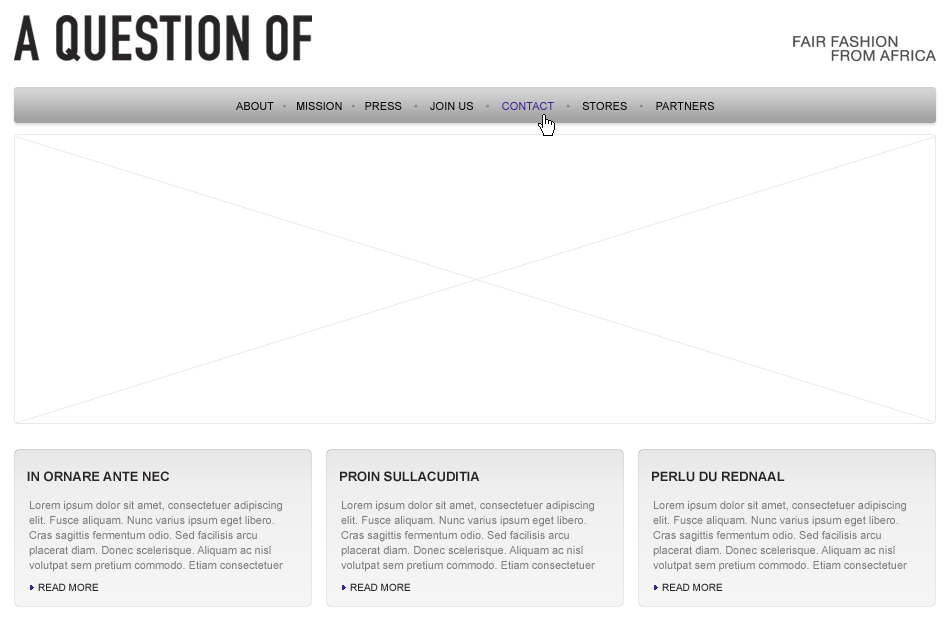 A QUESTION OF
FAIR FASHION
FROM AFRICA
ABOUT • MISSION • PRESS • JOIN US • CONTACT • STORES • PARTNERS
IN ORNARE ANTE NEC
Lorem ipsum dolor sit amet, consectetuer adipiscing
elit. Fusce aliquam. Nunc varius ipsum eget libero.
Cras sagittis fermentum odio. Sed facilisis arcu
placerat diam. Donec scelerisque. Aliquam ac nisl
volutpat sem pretium commodo. Etiam consectetuer
READ MORE
PROIN SULLACUDITIA
Lorem ipsum dolor sit amet, consectetuer adipiscing
elit. Fusce aliquam. Nunc varius ipsum eget libero.
Cras sagittis fermentum odio. Sed facilisis arcu
placerat diam. Donec scelerisque. Aliquam ac nisl
volutpat sem pretium commodo. Etiam consectetuer
READ MORE
PERLU DU REDNAAL
Lorem ipsum dolor sit amet, consectetuer adipiscing
elit. Fusce aliquam. Nunc varius ipsum eget libero.
Cras sagittis fermentum odio. Sed facilisis arcu
placerat diam. Donec scelerisque. Aliquam ac nisl
volutpat sem pretium commodo. Etiam consectetuer
READ MORE